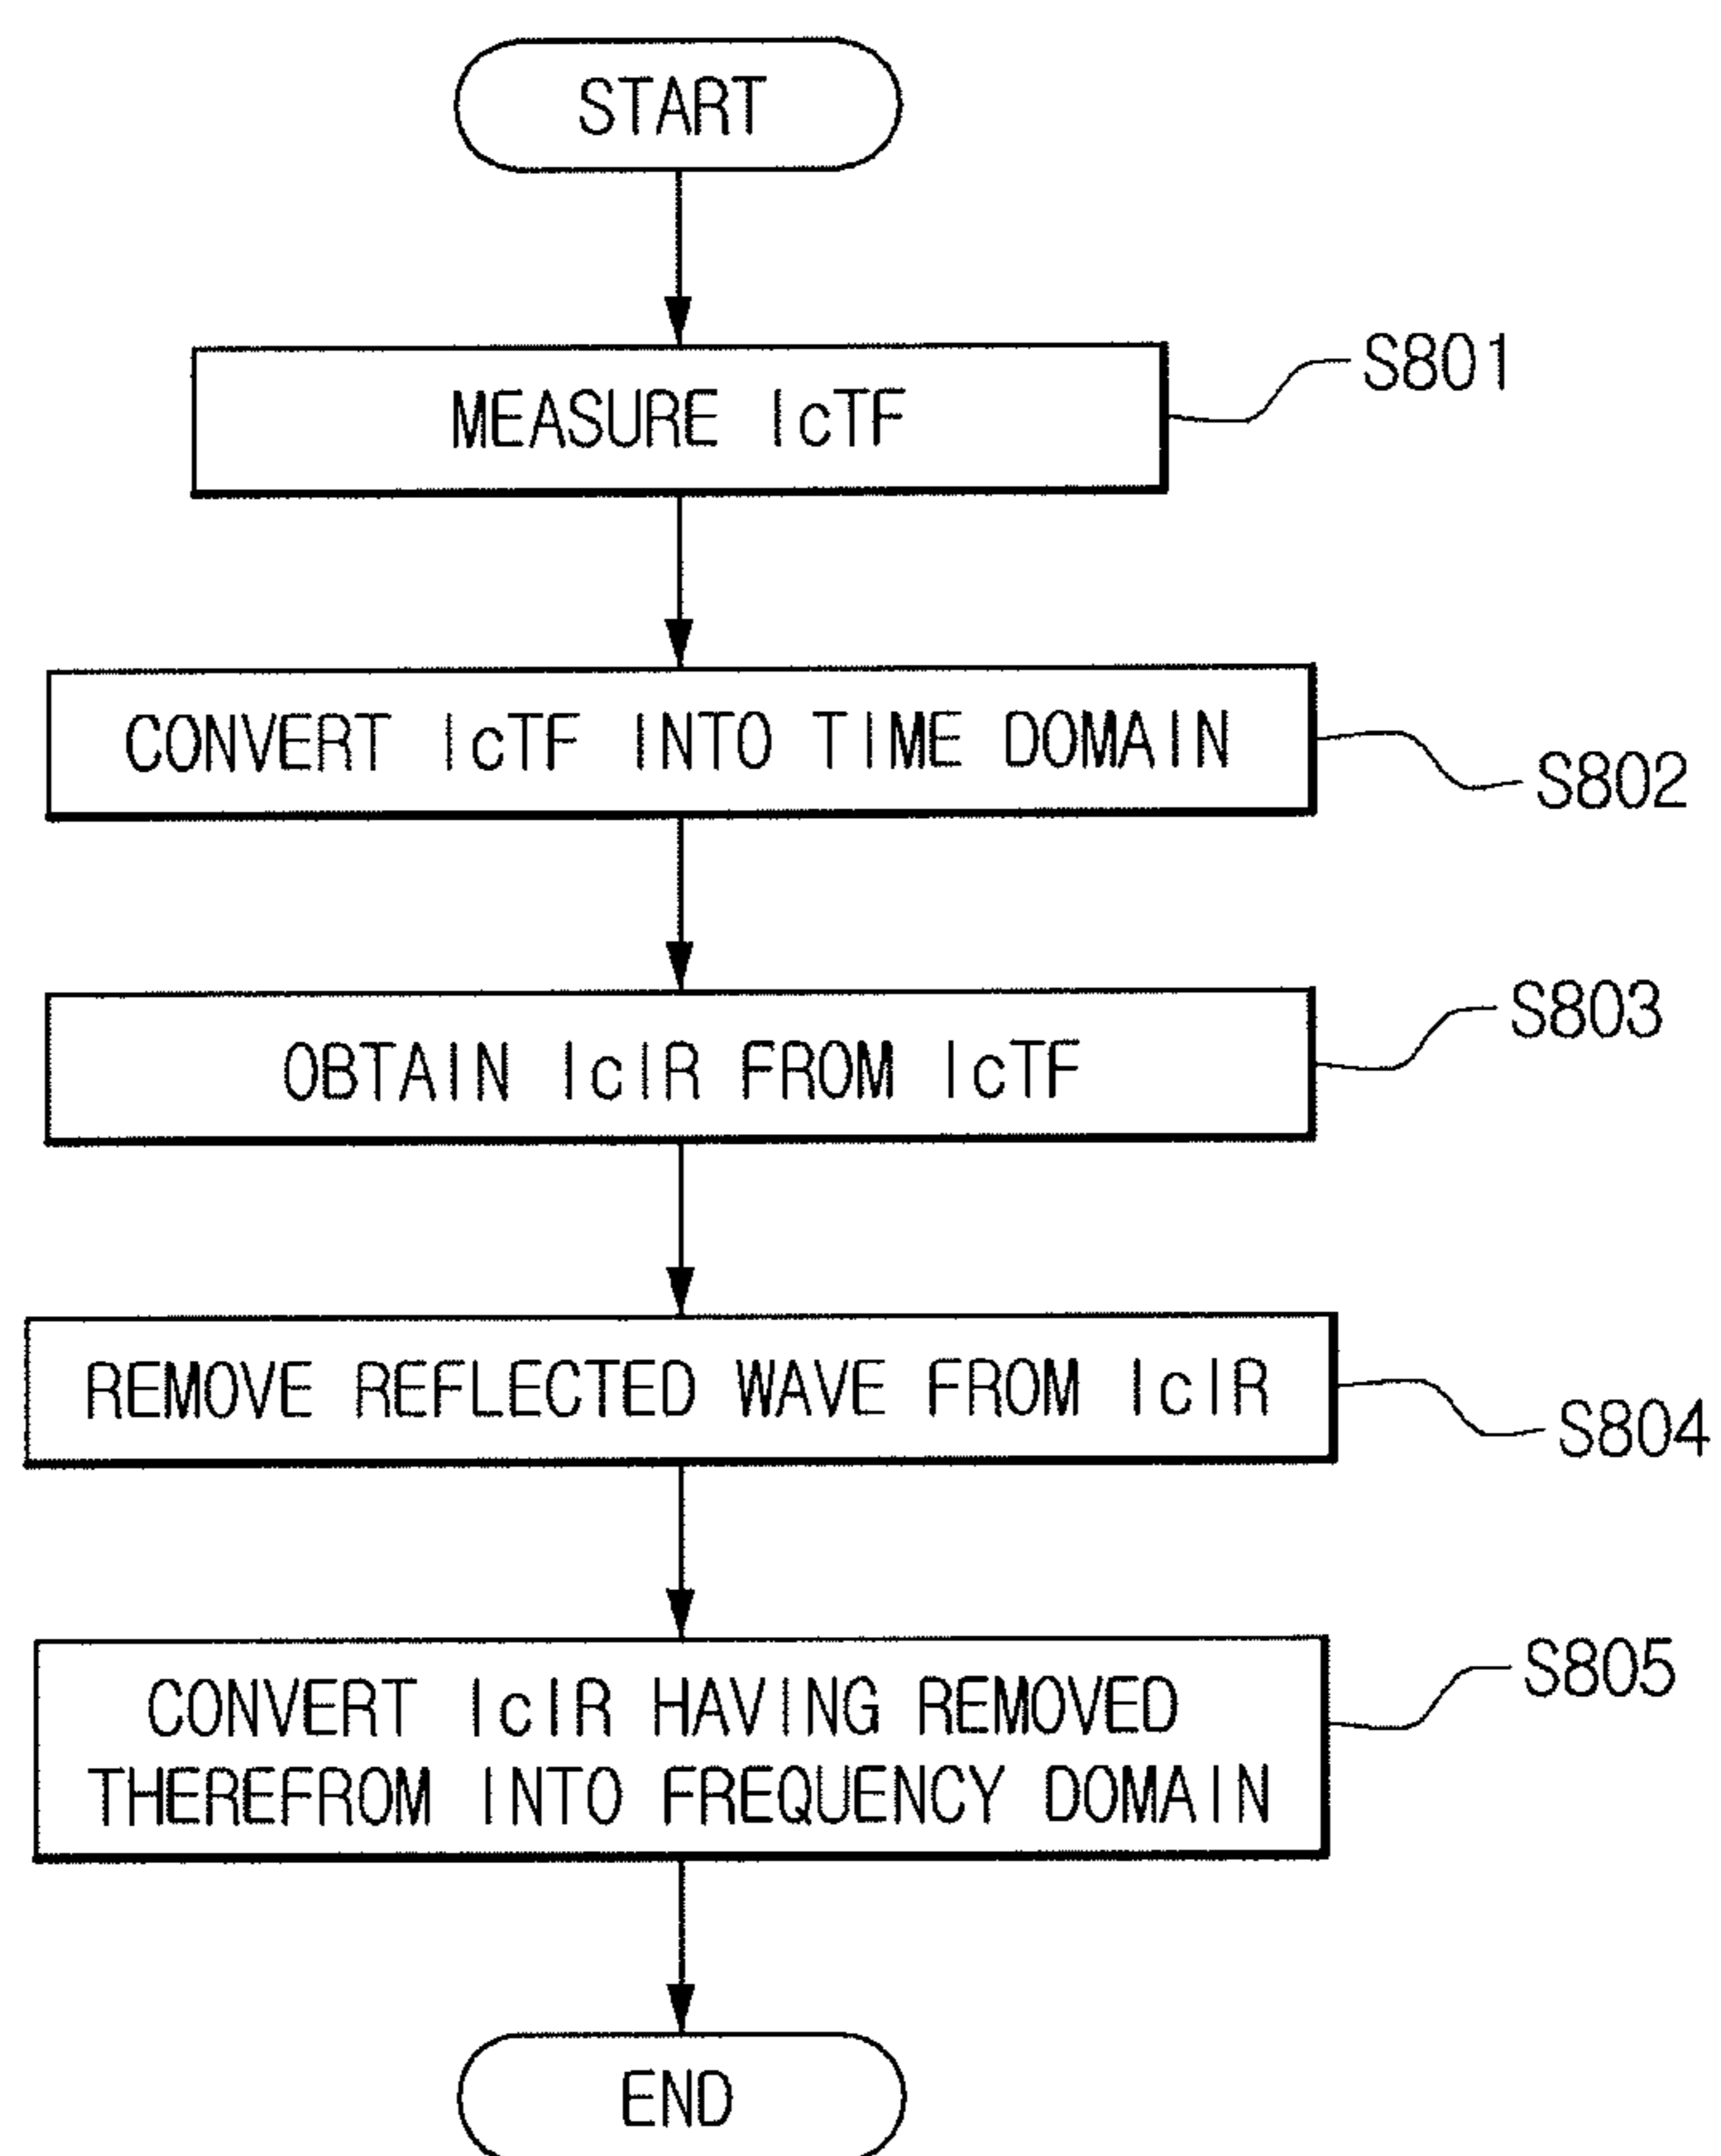 START
MEASURE IcTF
S801
CONVERT IcTF INTO TIME DOMAIN
S802
OBTAIN IcIR FROM IcTF
S803
REMOVE REFLECTED WAVE FROM IcIR
S804
CONVERT IcIR HAVING REMOVED
THEREFROM INTO FREQUENCY DOMAIN
S805
END